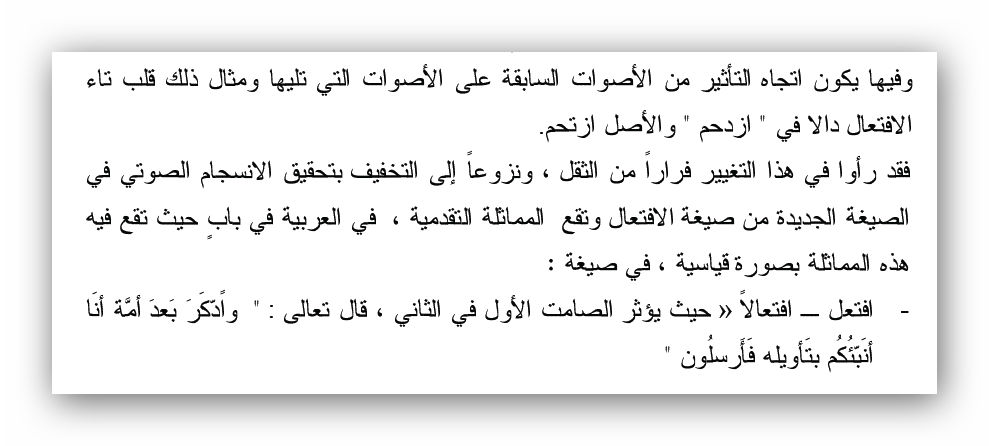 وفيها يكون اتجاه التأثير من الأصوات السابقة على الأصوات التي تليها ومثال ذلك قلب تاء
الافتعال دالا في " ازدحم " والأصل ازتحم.
فقد رأوا في هذا التغيير فراراً من الثقل ، ونزوعاً إلى التخفيف بتحقيق الانسجام الصوتي في
الصيغة الجديدة من صيغة الافتعال وتقع المماثلة التقدمية ، في العربية في بابٍ حيث تقع فيه
هذه المماثلة بصورة قياسية ، في صيغة :
- افتعل ــ افتعالاً « حيث يؤثر الصامت الأول في الثاني ، قال تعالى : " واًدّكَرَ بَعدَ أمَّة أنَا
أنَبّئُكُم بتَأويله فَأَرسلُون "